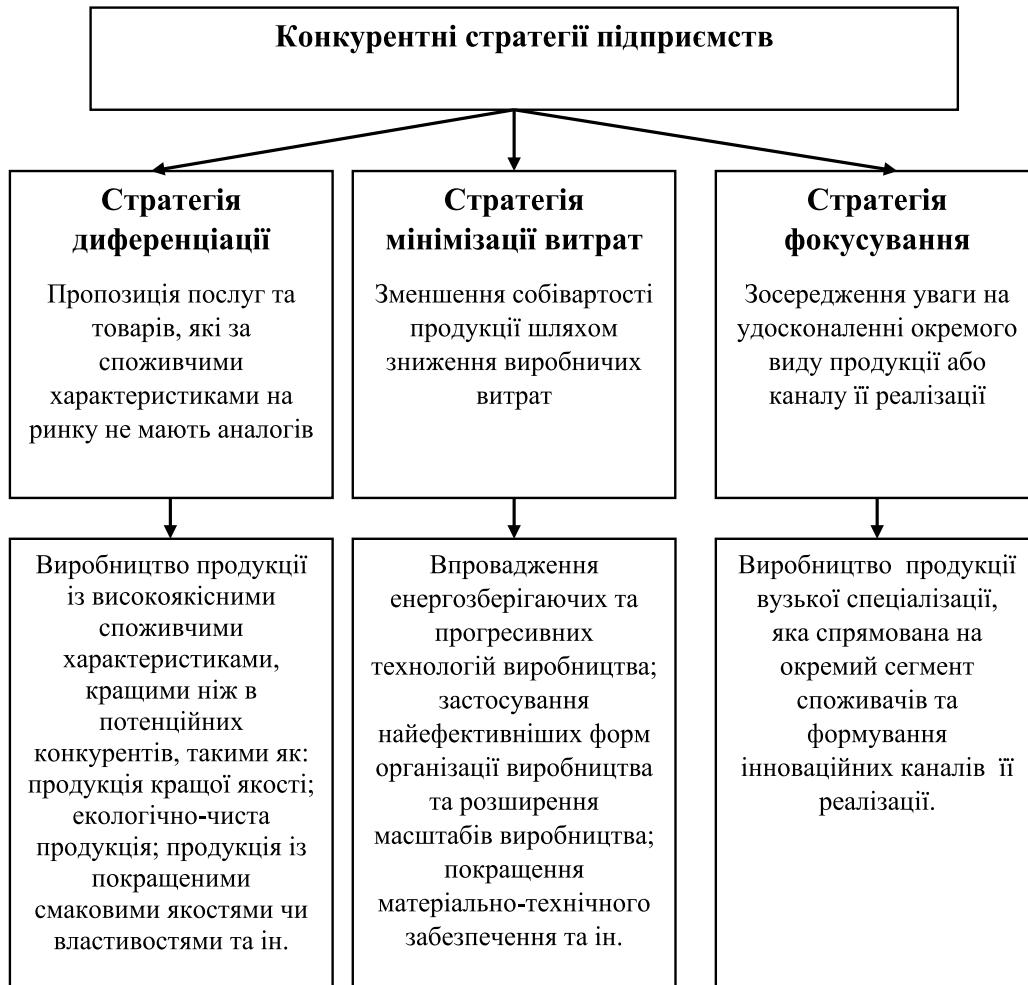 Конкурентні стратегії підприємств
Стратегія
диференціації
Пропозиція послуг та
товарів, які за
споживчими
характеристиками на
ринку не мають аналогів
Стратегія
мінімізації витрат
Зменшення собівартості
продукції шляхом
зниження виробничих
витрат
Стратегія
фокусування
Зосередження уваги на
удосконаленні окремого
виду продукції або
каналу її реалізації
Виробництво продукції
із високоякісними
споживчими
характеристиками,
кращими ніж в
потенційних
конкурентів, такими як:
продукція кращої якості;
екологічно-чиста
продукція; продукція із
покращеними
смаковими якостями чи
властивостями та ін.
Впровадження
енергозберігаючих та
прогресивних
технологій виробництва;
застосування
найефективніших форм
організації виробництва
та розширення
масштабів виробництва;
покращення
матеріально-технічного
забезпечення та ін.
Виробництво продукції
вузької спеціалізації,
яка спрямована на
окремий сегмент
споживачів та
формування
інноваційних каналів її
реалізації.